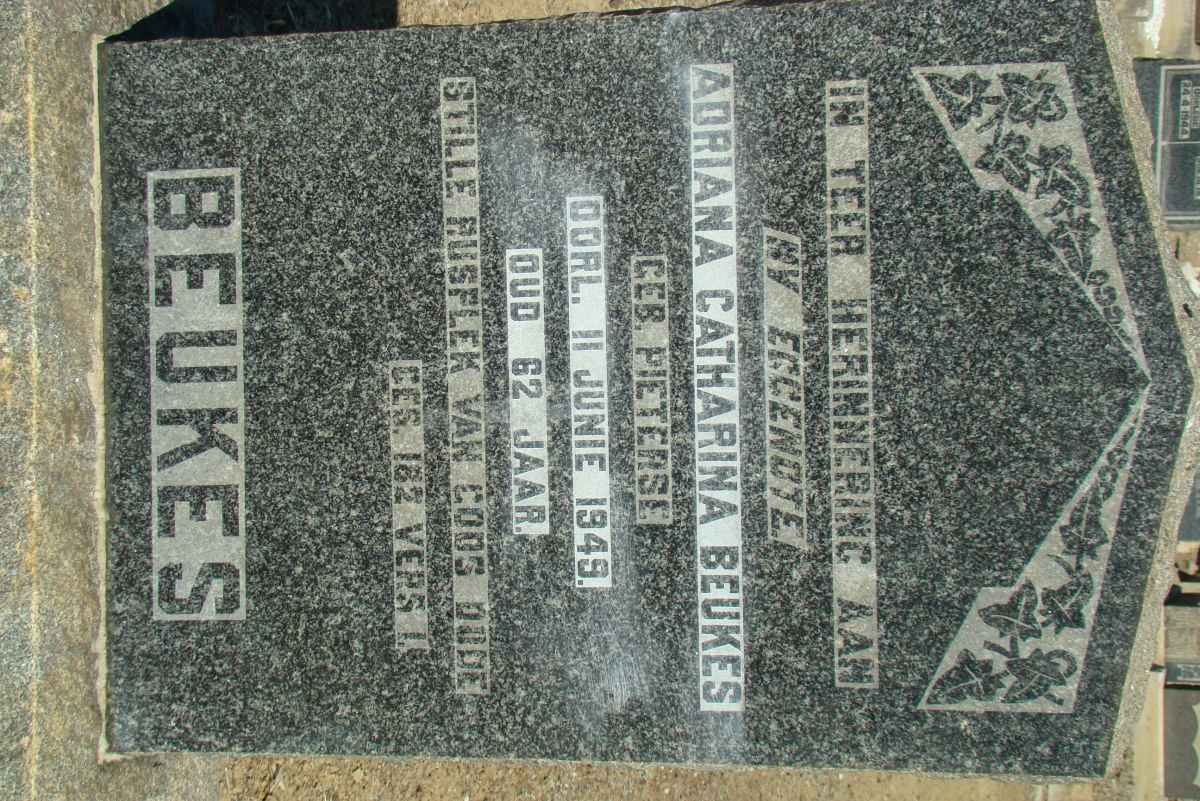 IN TEER HERINNERING AAN
MY EGGENOTE
ADRIANA CATHARINA BEUKES
GEB. PIETERSE
OORL. 11 JUNIE 1949.
OUD 62 JAAR.
STILLE RUSPLEK VAN GODS DODE
GES 182 VERS 1.
BEUKES